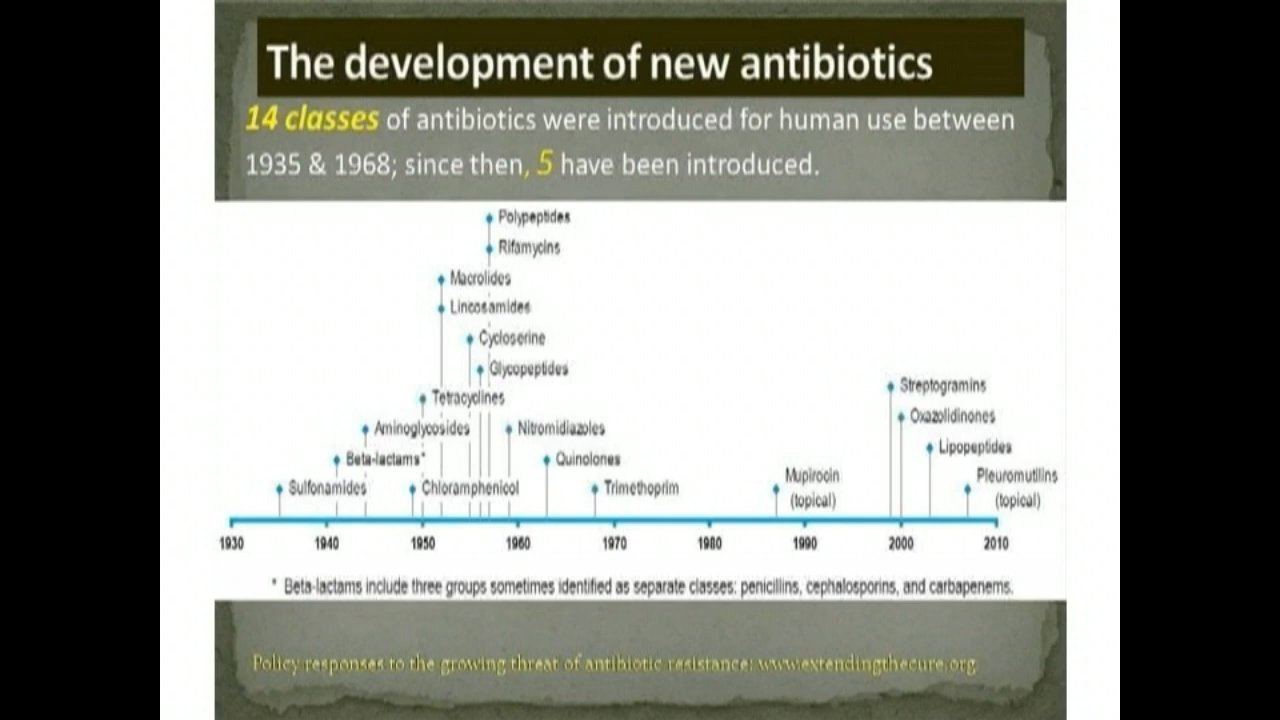 The development of new antibiotics
14 classes of antibiotics were introduced for human use between
1935 & 1968; since then, 5 have been introduced.
Polypeptides
Rifamycins
Macrolides
Lincosamides
Cycloserine
Glycopeptides
Streptogramins
Tetracyclines
Oxazolidinones
Aminoglycosides
Nitromidiazoles
Lipopeptides
Beta-lactams*
Quinolones
Mupirocin
(topical)
Pleuromutilins
(topical)
Sulfonamides
Chloramphenicol
Trimethoprim
1930 1940 1950 1960 1970 1980 1990 2000 2010
* Beta-lactams include three groups sometimes identified as separate classes: penicillins, cephalosporins, and carbapenems.
Policy responses to the growing threat of antibiotic resistance: www.extendingthecure.org